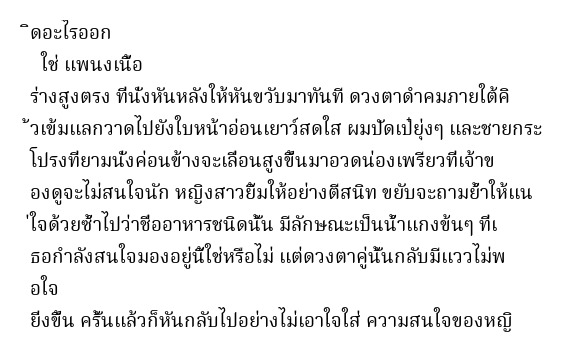 ิดอะไรออก
ใช่ แพนงเนื้อ
ร่างสูงตรง ที่นั่งหันหลังให้หันขวับมาทันที ดวงตาดำคมภายใต้คิ
้วเข้มแลกวาดไปยังใบหน้าอ่อนเยาว์สดใส ผมปัดเป๋ยุ่งๆ และชายกระ
โปรงที่ยามนั่งค่อนข้างจะเลื่อนสูงขึ้นมาอวดน่องเพรียวที่เจ้าข
องดูจะไม่สนใจนัก หญิงสาวยิ้มให้อย่างตีสนิท ขยับจะถามย้ำให้แน
่ใจด้วยซ้ำไปว่าชื่ออาหารชนิดนั้น มีลักษณะเป็นน้ำแกงข้นๆ ที่เ
ธอกำลังสนใจมองอยู่นี้ใช่หรือไม่ แต่ดวงตาคู่นั้นกลับมีแววไม่พ
อใจ
ยิ่งขึ้น ครั้นแล้วก็หันกลับไปอย่างไม่เอาใจใส่ ความสนใจของหญิ